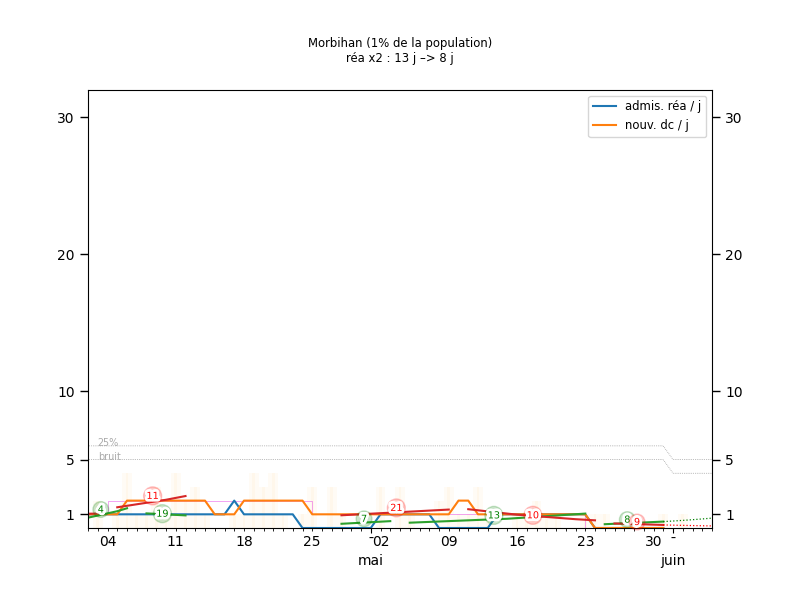 Morbihan (1% de la population)
réa x2 : 13 j –> 8 j
admis. réa / j
nouv. dc / j
30 30
20 20
10 10
5 5
1 1
25%
bruit
4 11 -19 7 21 13 -10 8 -9
04 11 18 25 02 09 16 23 30
mai juin